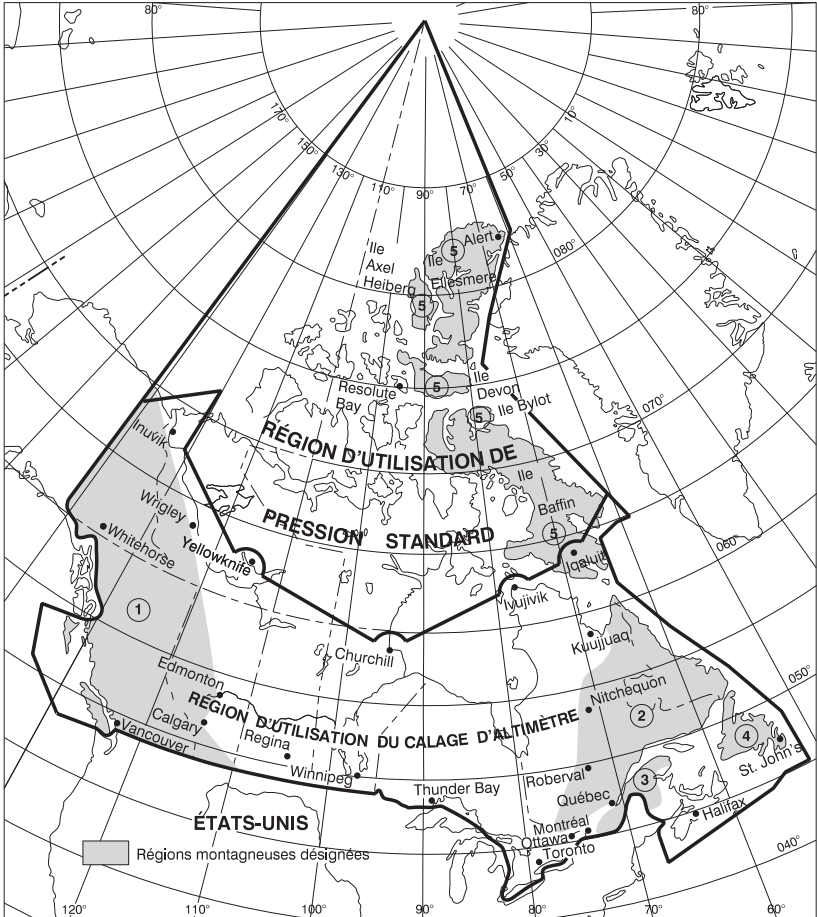 80°
80°
170°
150°
130°
110°
90°
70°
50°
30°
10°
080°
070°
060°
050°
040°
Ile
Axel
Heiberg
5
Alert
Ile
Ellesmere
5
Resolute
Bay
5
Ile
Devon
5
Ile Bylot
RÉGION D'UTILISATION DE
PRESSION STANDARD
Ile
Baffin
5
Iqaluit
Inuvik
Wrigley
Whitehorse
Yellowknife
Ivujivik
1
Churchill
Kuujjuaq
Edmonton
Nitchequon
RÉGION D'UTILISATION DU CALAGE D'ALTIMÈTRE
2
Calgary
Vancouver
Regina
Winnipeg
4
St. John's
Thunder Bay
Roberval
3
Québec
Halifax
Montréal
Ottawa
Toronto
ÉTATS-UNIS
Régions montagneuses désignées
120°
110°
100°
90°
80°
70°
60°